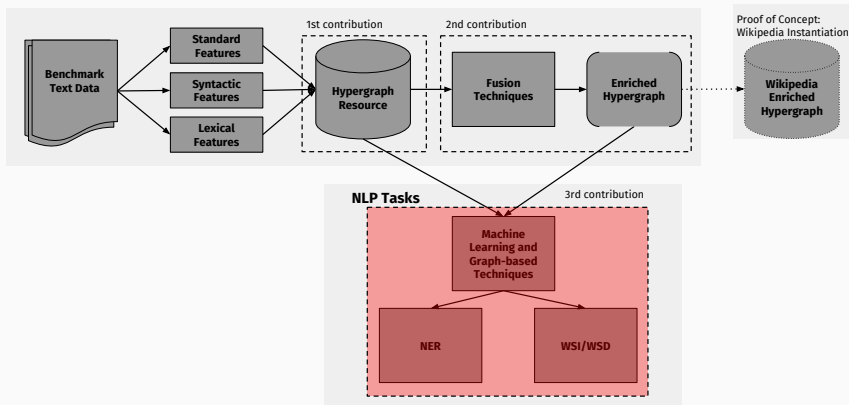 1st contribution
2nd contribution
Proof of Concept:
Wikipedia Instantiation
Benchmark
Text Data
Standard
Features
Syntactic
Features
Lexical
Features
Hypergraph
Resource
Fusion
Techniques
Enriched
Hypergraph
Wikipedia
Enriched
Hypergraph
NLP Tasks
3rd contribution
Machine
Learning and
Graph-based
Techniques
NER
WSI/WSD